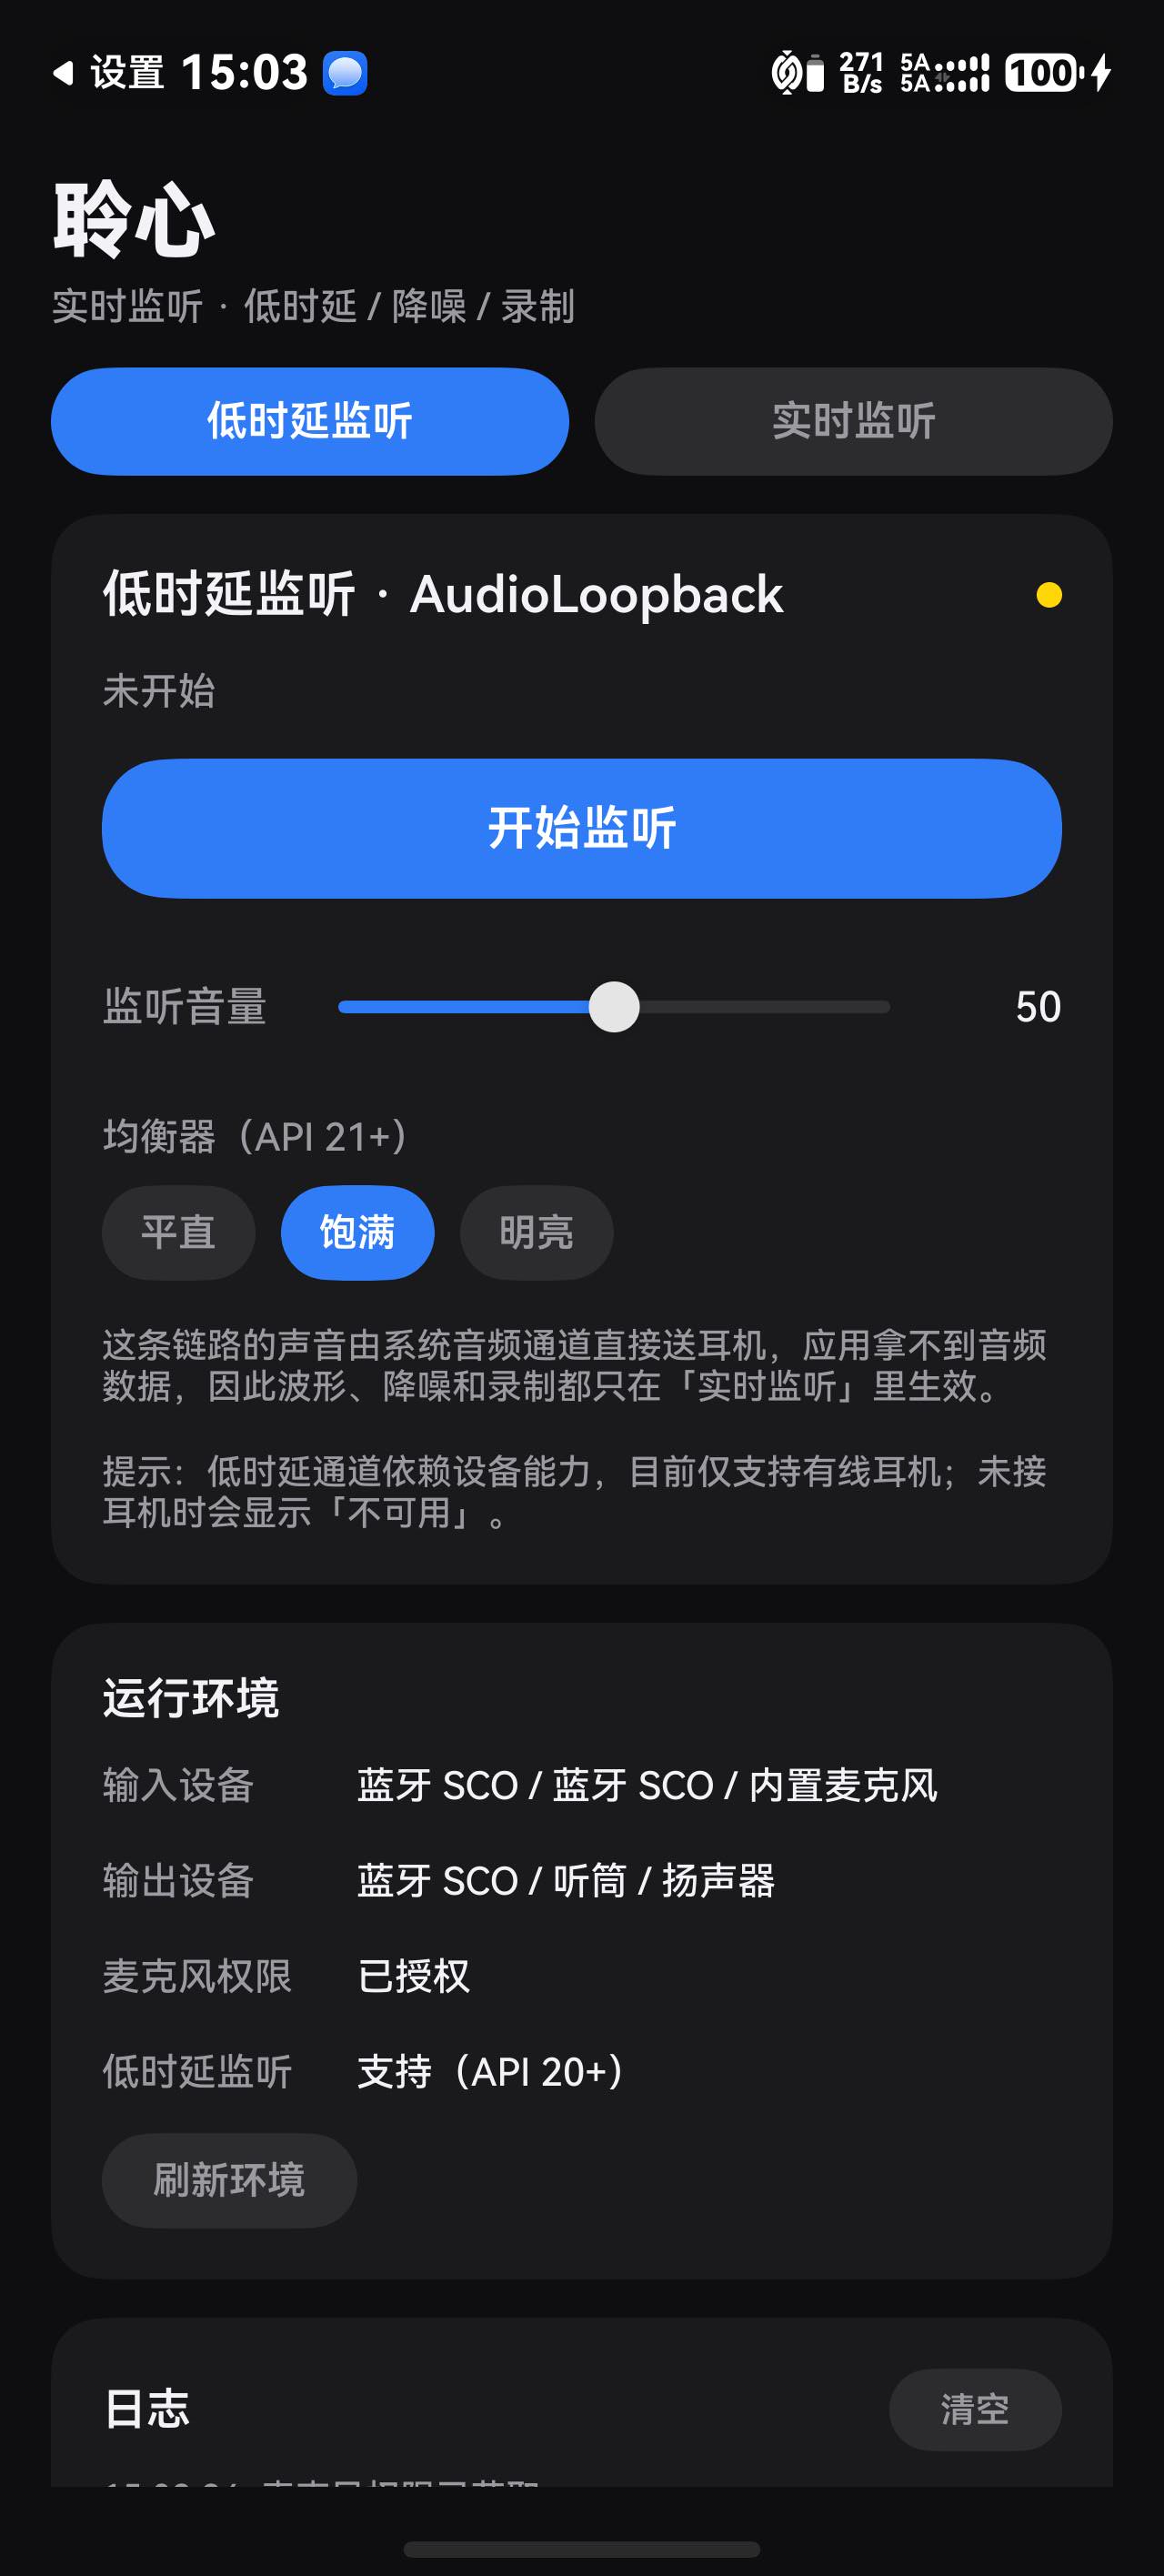 设置 15:03
271 B/s 5A 5A 100
聆心
实时监听 · 低时延 / 降噪 / 录制
低时延监听 实时监听
低时延监听 · AudioLoopback
未开始
开始监听
监听音量 50
均衡器（API 21+）
平直 饱满 明亮
这条链路的声音由系统音频通道直接送耳机，应用拿不到音频
数据，因此波形、降噪和录制都只在「实时监听」里生效。
提示：低时延通道依赖设备能力，目前仅支持有线耳机；未接
耳机时会显示「不可用」。
运行环境
输入设备 蓝牙 SCO / 蓝牙 SCO / 内置麦克风
输出设备 蓝牙 SCO / 听筒 / 扬声器
麦克风权限 已授权
低时延监听 支持（API 20+）
刷新环境
日志 清空